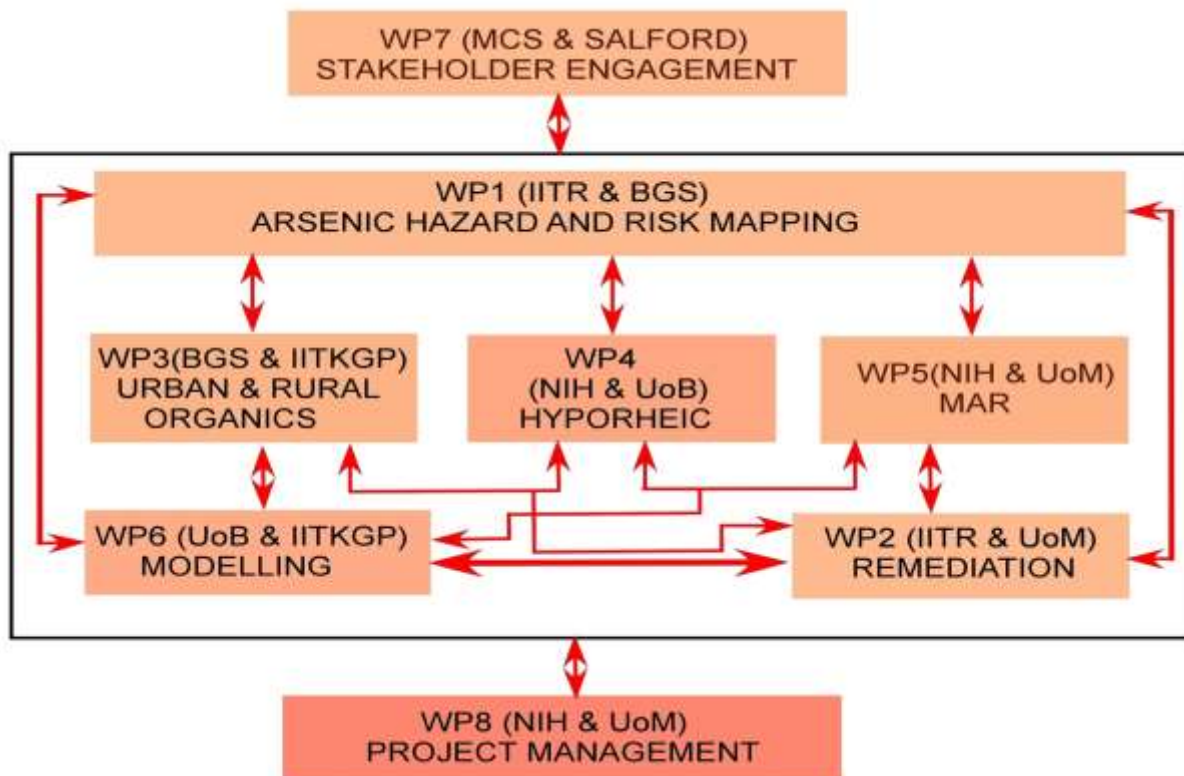 WP7 (MCS & SALFORD)
STAKEHOLDER ENGAGEMENT
WP1 (IITR & BGS)
ARSENIC HAZARD AND RISK MAPPING
WP3(BGS & IITKGP)
URBAN & RURAL
ORGANICS
WP4
(NIH & UoB)
HYPORHEIC
WP5(NIH & UoM)
MAR
WP6 (UoB & IITKGP)
MODELLING
WP2 (IITR & UoM)
REMEDIATION
WP8 (NIH & UoM)
PROJECT MANAGEMENT